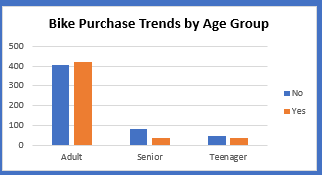 Bike Purchase Trends by Age Group
500
400
300
200
100
0
Adult Senior Teenager
No
Yes